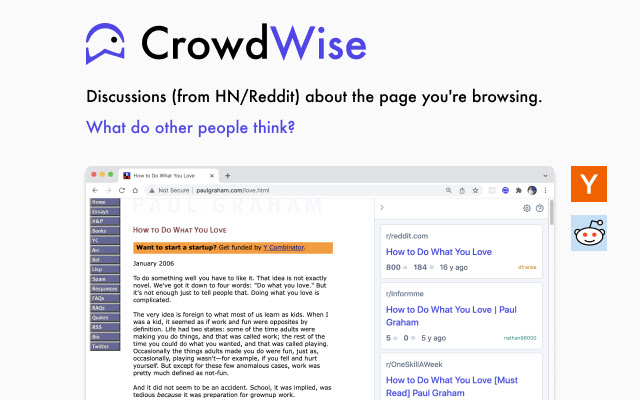 CrowdWise
Discussions (from HN/Reddit) about the page you're browsing.
What do other people think?
How to Do What You Love
Not Secure
paulgraham.com/love.html
Home
Essays
H&P
Books
YC
Arc
Bel
Lisp
Spam
Responses
FAQs
RAQs
Quotes
RSS
Bio
Twitter
PAUL GRAHAM
How to Do What You Love
Want to start a startup? Get funded by Y Combinator.
January 2006
To do something well you have to like it. That idea is not exactly
novel. We've got it down to four words: "Do what you love." But
it's not enough just to tell people that. Doing what you love is
complicated.
The very idea is foreign to what most of us learn as kids. When I
was a kid, it seemed as if work and fun were opposites by
definition. Life had two states: some of the time adults were
making you do things, and that was called work; the rest of the
time you could do what you wanted, and that was called playing.
Occasionally the things adults made you do were fun, just as,
occasionally, playing wasn't—for example, if you fell and hurt
yourself. But except for these few anomalous cases, work was
pretty much defined as not-fun.
And it did not seem to be an accident. School, it was implied, was
tedious because it was preparation for grownup work.
r/reddit.com
How to Do What You Love
800 184 16 y ago
dfranke
r/Informme
How to Do What You Love | Paul
Graham
5 0 5 y ago
nathan96000
r/OneSkillAWeek
How to Do What You Love [Must
Read] Paul Graham
Y